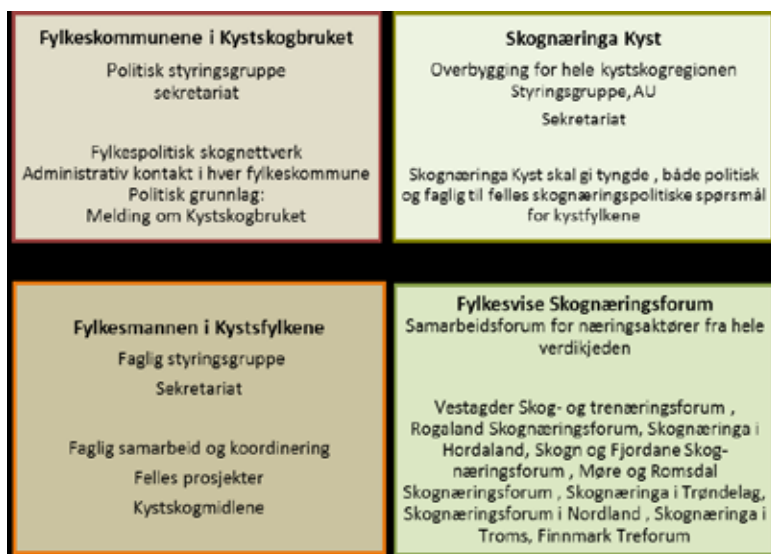 Fylkeskommunene i Kystskogbruket
Politisk styringsgruppe
sekretariat
Fylkespolitisk skognettverk
Administrativ kontakt i hver fylkeskommune
Politisk grunnlag:
Melding om Kystskogbruket
Skognæringa Kyst
Overbygging for hele kystskogregionen
Styringsgruppe, AU
Sekretariat
Skognæringa Kyst skal gi tyngde , både politisk
og faglig til felles skognæringspolitiske spørsmål
for kystfylkene
Fylkesmannen i Kystsfylkene
Faglig styringsgruppe
Sekretariat
Faglig samarbeid og koordinering
Felles prosjekter
Kystskogmidlene
Fylkesvise Skognæringsforum
Samarbeidsforum for næringsaktører fra hele
verdikjeden
Vestagder Skog- og trenæringsforum ,
Rogaland Skognæringsforum, Skognæringa i
Hordaland, Skogn og Fjordane Skog-
næringsforum , Møre og Romsdal
Skognæringsforum , Skognæringa i Trøndelag,
Skognæringsforum i Nordland , Skognæringa i
Troms, Finnmark Treforum